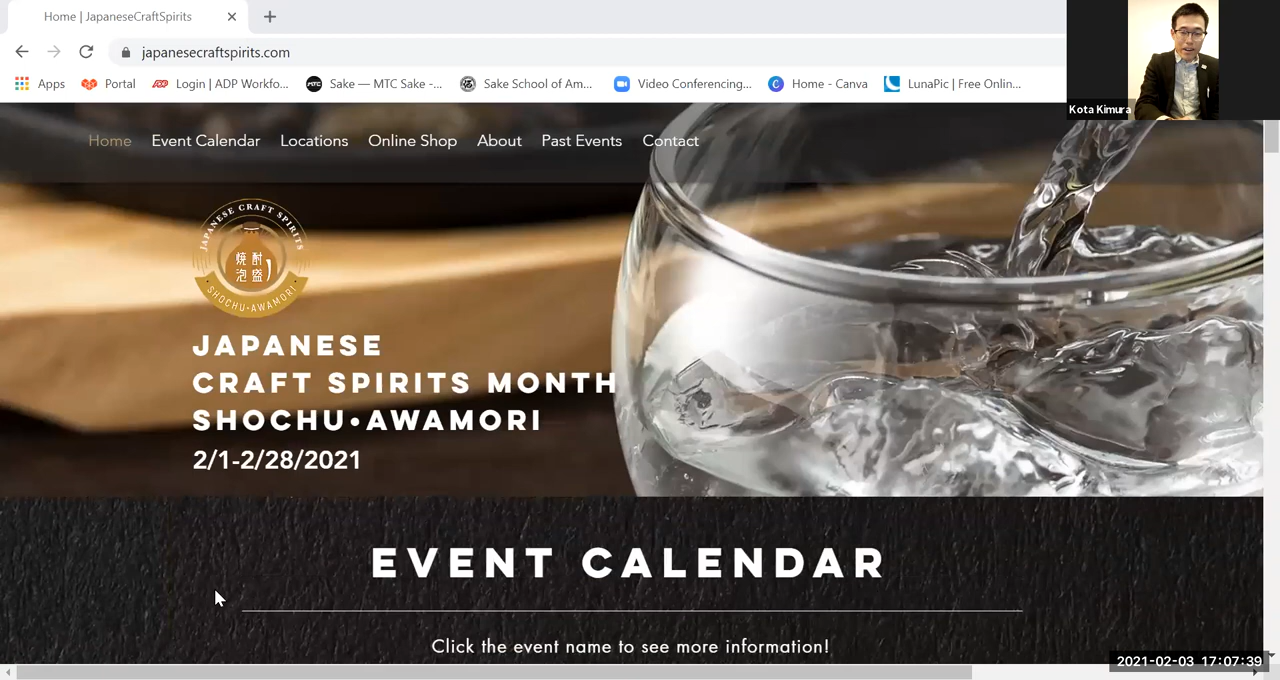 Home | JapaneseCraftSpirits
japanesecraftspirits.com
Apps
Portal
ADP
Login | ADP Workfo...
MTC
Sake — MTC Sake -...
Sake School of Am...
Video Conferencing...
C
Home - Canva
LunaPic | Free Onlin...
Kota Kimura
Home
Event Calendar
Locations
Online Shop
About
Past Events
Contact
JAPANESE CRAFT SPIRITS
焼酎
泡盛
SHOCHU•AWAMORI
JAPANESE
CRAFT SPIRITS MONTH
SHOCHU•AWAMORI
2/1-2/28/2021
EVENT CALENDAR
Click the event name to see more information!
2021-02-03 17:07:39